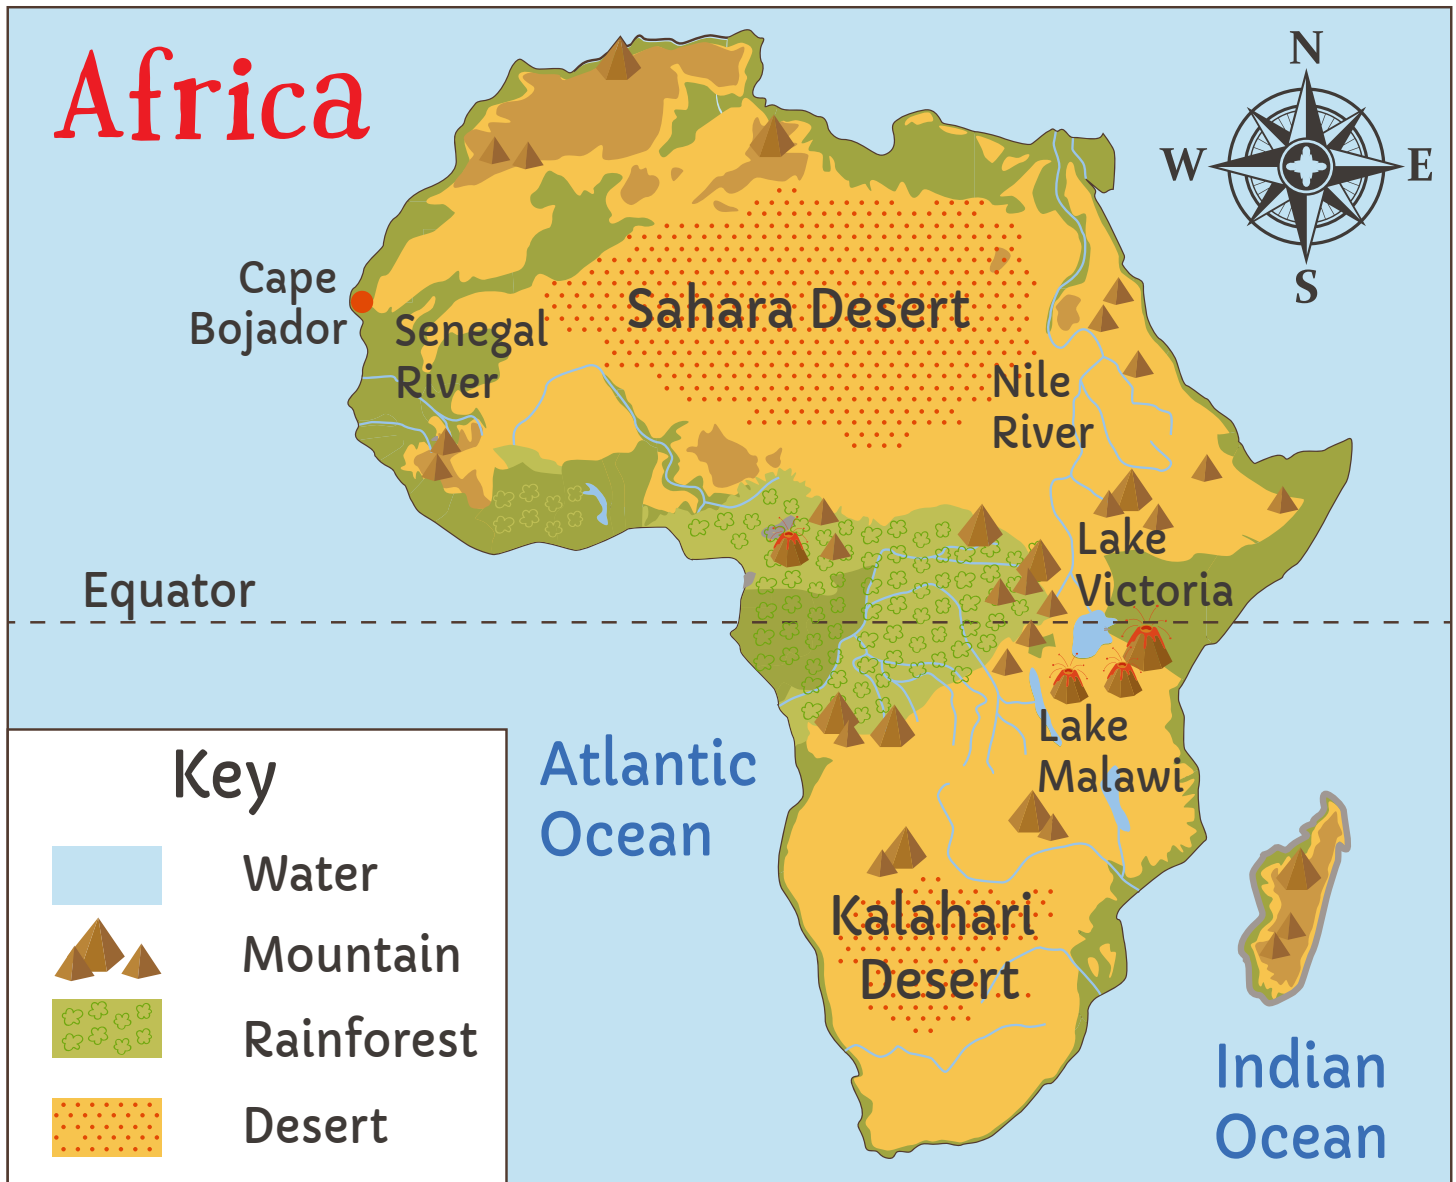 Africa
N
W
E
S
Cape
Bojador
Senegal
River
Sahara Desert
Nile
River
Lake
Victoria
Equator
Lake
Malawi
Atlantic
Ocean
Kalahari
Desert
Indian
Ocean
Key
Water
Mountain
Rainforest
Desert